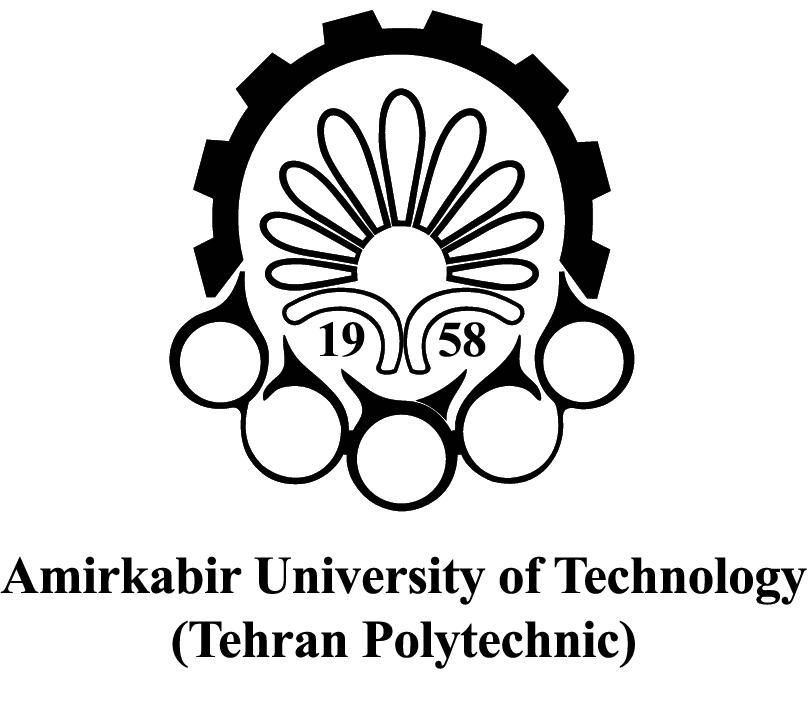 19 58
Amirkabir University of Technology
(Tehran Polytechnic)